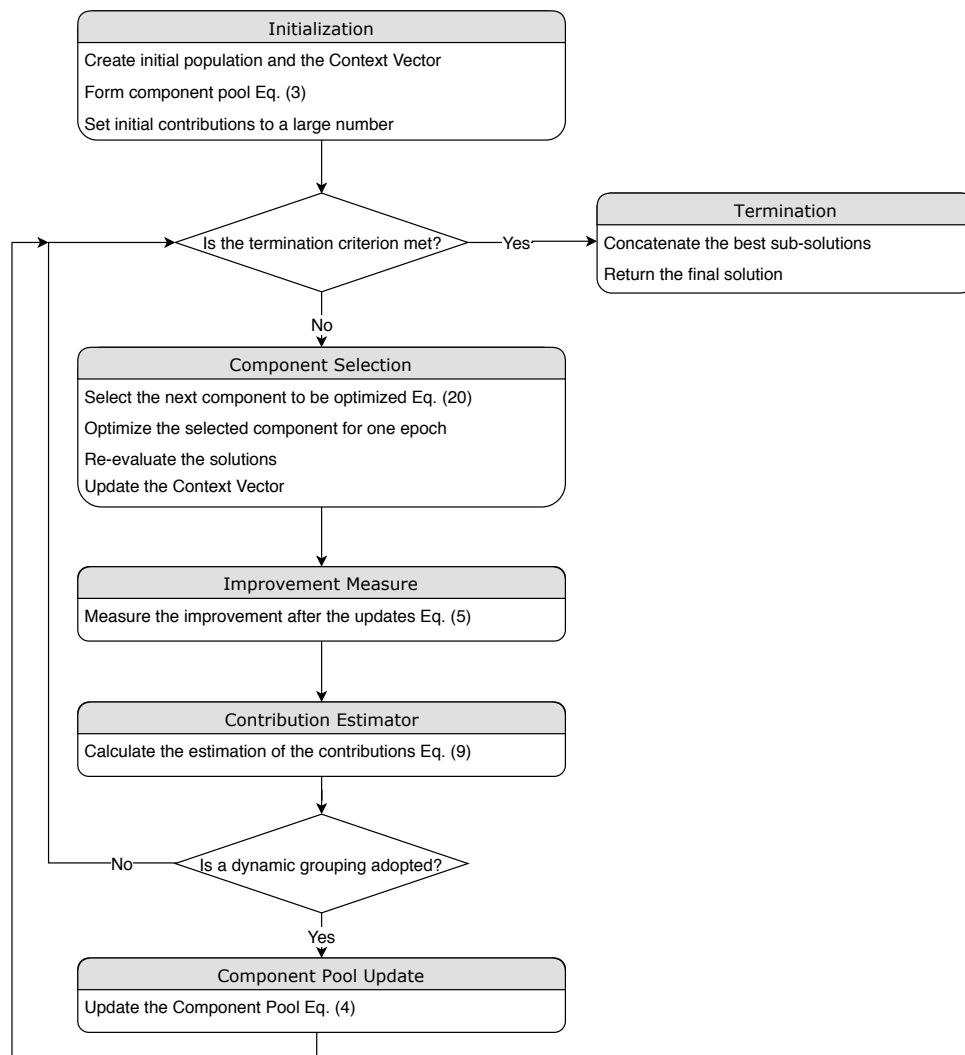 Initialization
Create initial population and the Context Vector
Form component pool Eq. (3)
Set initial contributions to a large number
Is the termination criterion met?
Yes
Termination
Concatenate the best sub-solutions
Return the final solution
No
Component Selection
Select the next component to be optimized Eq. (20)
Optimize the selected component for one epoch
Re-evaluate the solutions
Update the Context Vector
Improvement Measure
Measure the improvement after the updates Eq. (5)
Contribution Estimator
Calculate the estimation of the contributions Eq. (9)
No
Is a dynamic grouping adopted?
Yes
Component Pool Update
Update the Component Pool Eq. (4)